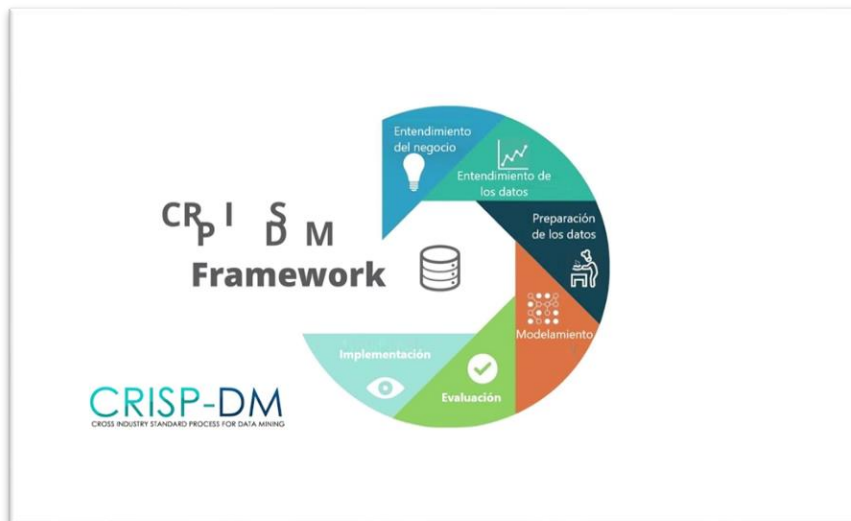 Entendimiento
del negocio
Entendimiento de
los datos
Preparación
de los datos
CR I S
P D M
Framework
Modelamiento
Implementación
Evaluación
CRISP-DM
CROSS INDUSTRY STANDARD PROCESS FOR DATA MINING